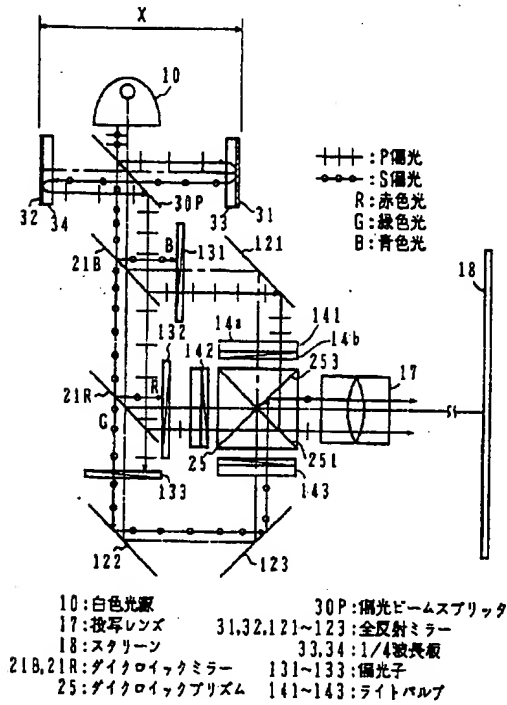 X
10
╫: P偏光
S偏光
R: 赤色光
G: 緑色光
B: 青色光
32
34
30P
33
31
21B
B
131
121
18
14a
141
14b
132
142
253
17
21R
R
G
133
25
251
143
122
123
10:白色光源
17:投写レンズ
18:スクリーン
21B,21R:ダイクロイックミラー
25:ダイクロイックプリズム
30P:偏光ビームスプリッタ
31,32,121~123:全反射ミラー
33,34:1/4波長板
131~133:偏光子
141~143:ライトバルブ